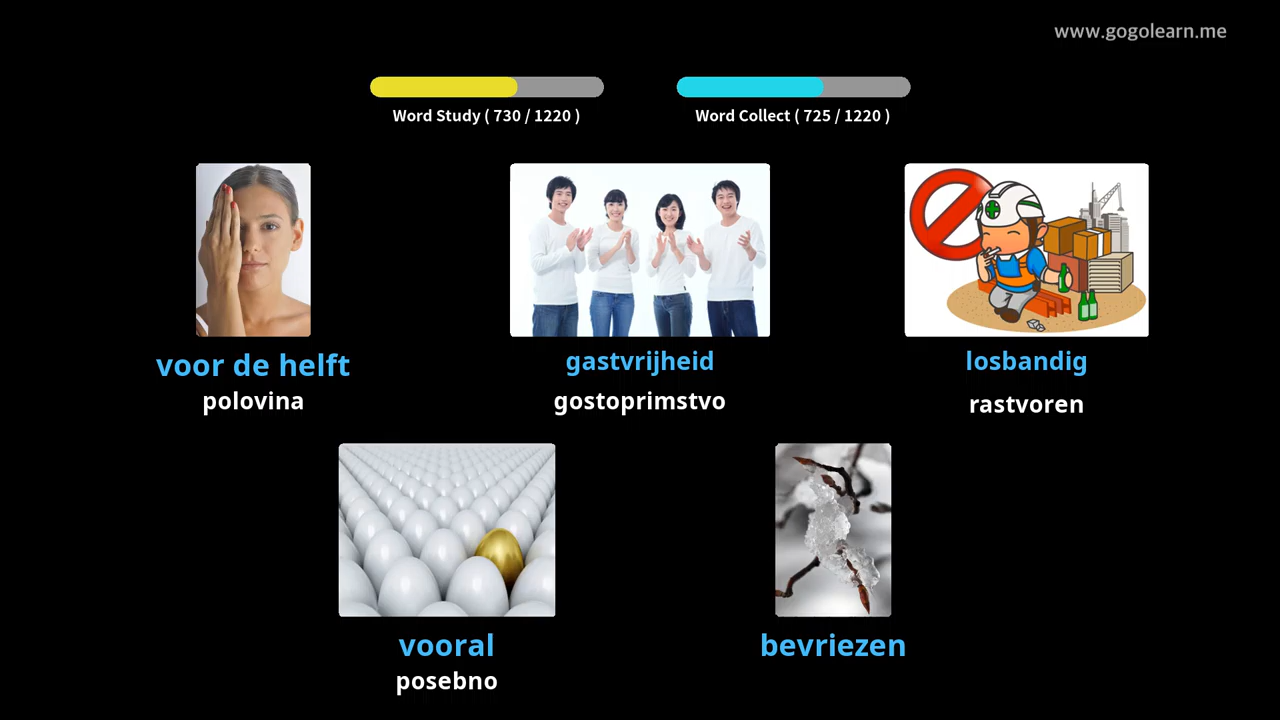 www.gogolearn.me
Word Study ( 730 / 1220 )
Word Collect ( 725 / 1220 )
voor de helft
polovina
gastvrijheid
gostoprimstvo
losbandig
rastvoren
vooral
posebno
bevriezen